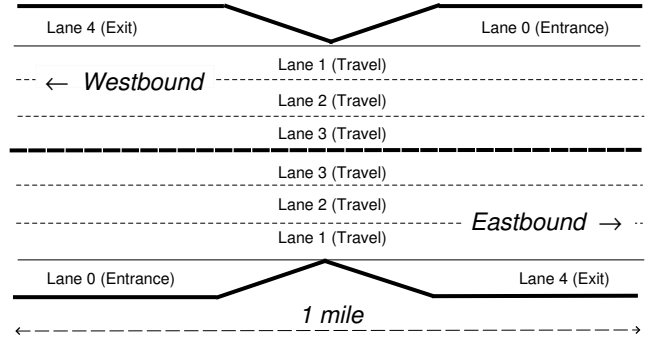 Lane 4 (Exit) Lane 0 (Entrance)
Lane 1 (Travel)
← Westbound
Lane 2 (Travel)
Lane 3 (Travel)
Lane 3 (Travel)
Lane 2 (Travel)
Eastbound →
Lane 1 (Travel)
Lane 0 (Entrance) Lane 4 (Exit)
1 mile